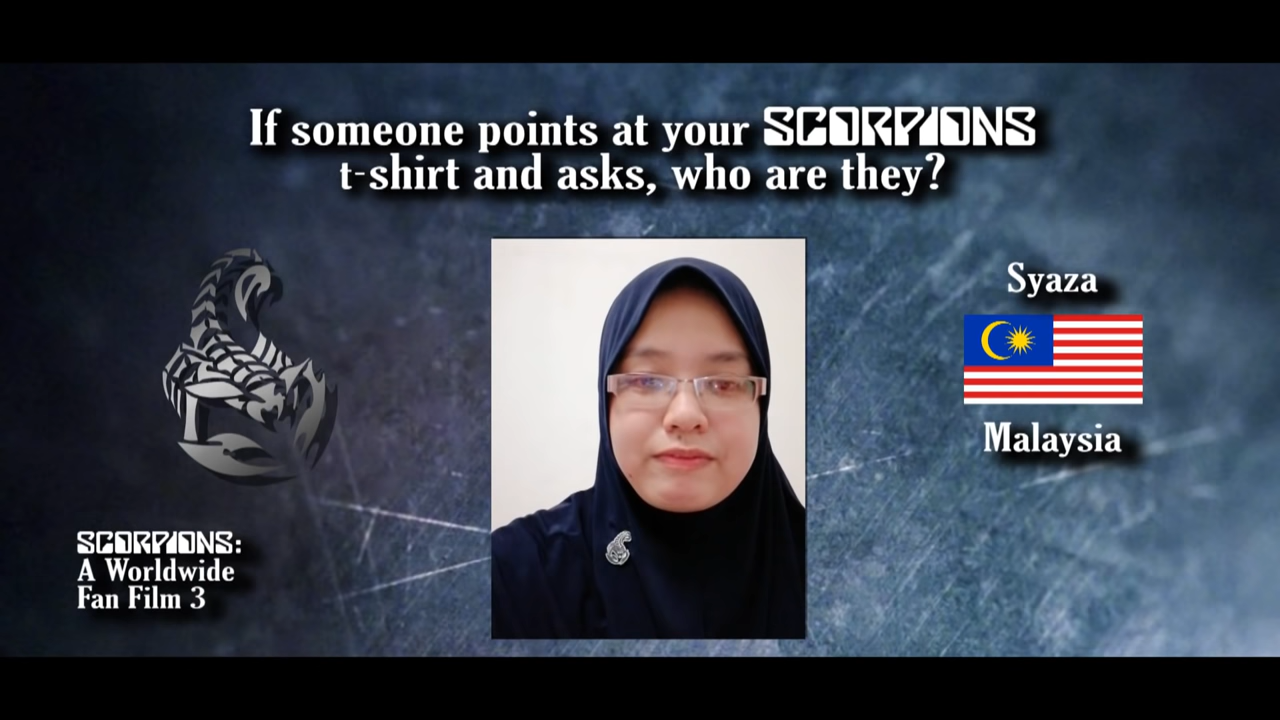 If someone points at your SCORPIONS
t-shirt and asks, who are they?
Syaza
Malaysia
SCORPIONS:
A Worldwide
Fan Film 3